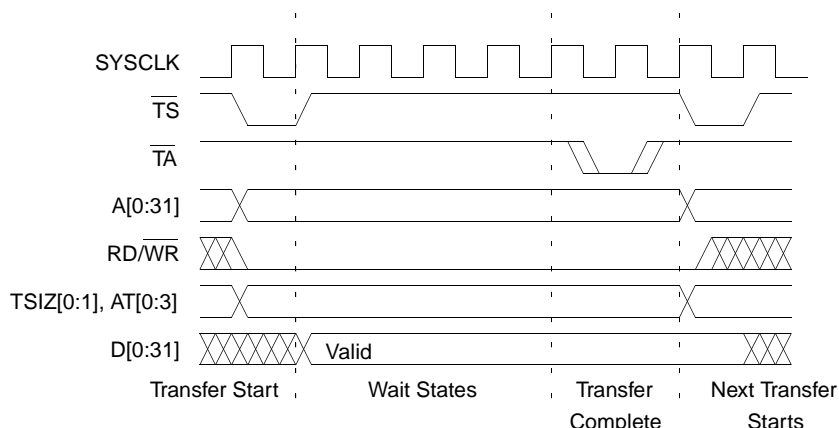 SYSCLK
TS
TA
A[0:31]
RD/WR
TSIZ[0:1], AT[0:3]
D[0:31]
Valid
Transfer Start
Wait States
Transfer
Complete
Next Transfer
Starts